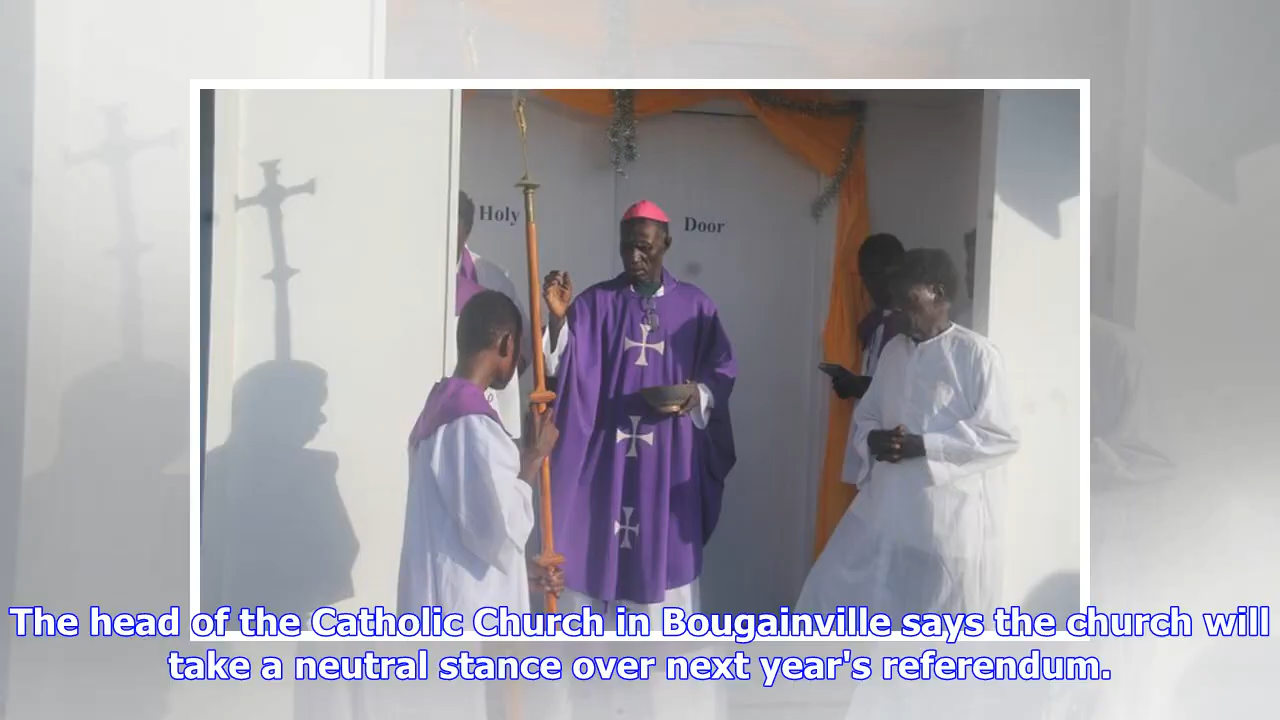 Holy Door
The head of the Catholic Church in Bougainville says the church will
take a neutral stance over next year's referendum.